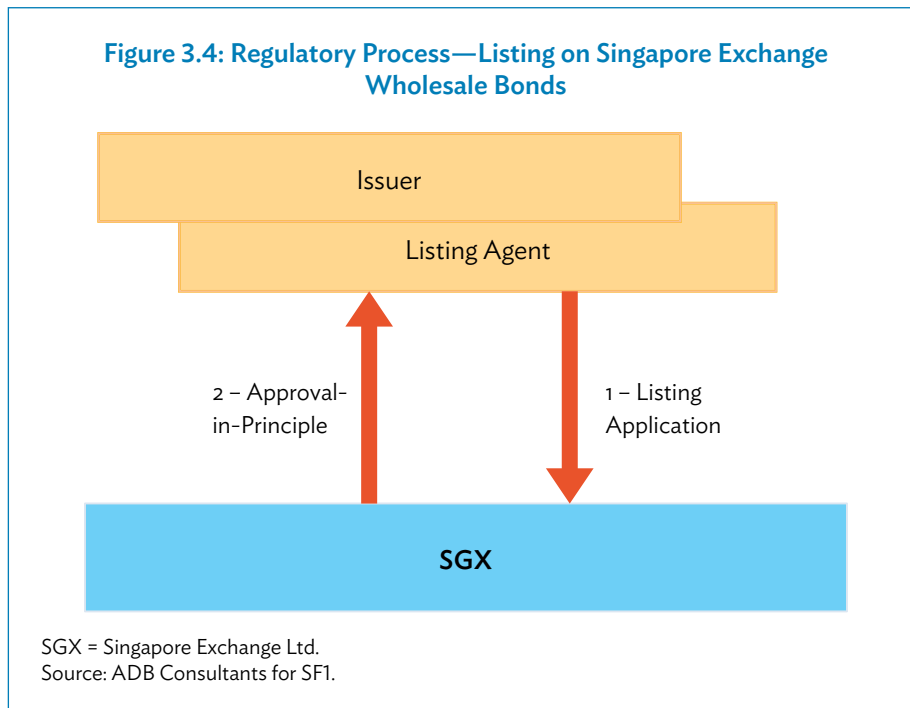 Figure 3.4: Regulatory Process—Listing on Singapore Exchange
Wholesale Bonds
Issuer
Listing Agent
2 – Approval-
in-Principle
1 – Listing
Application
SGX
SGX = Singapore Exchange Ltd.
Source: ADB Consultants for SF1.